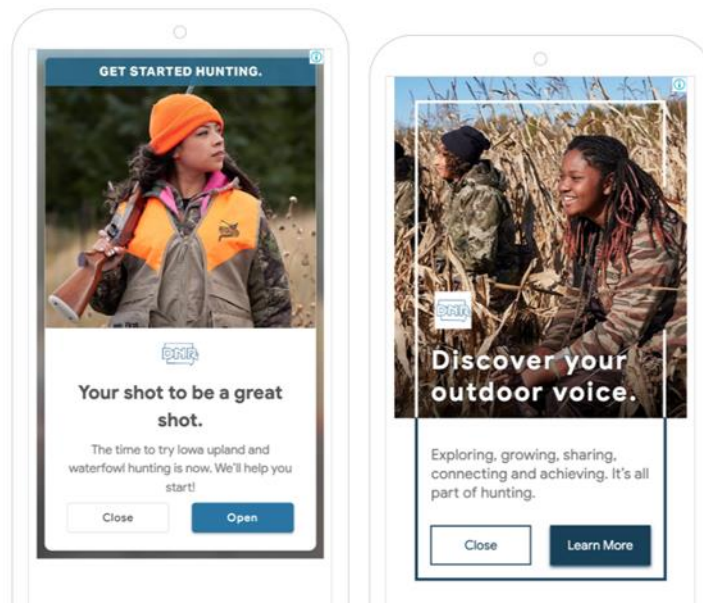 GET STARTED HUNTING.
DNR
Your shot to be a great
shot.
The time to try Iowa upland and
waterfowl hunting is now. We'll help you
start!
Close
Open
DNR
Discover your
outdoor voice.
Exploring, growing, sharing,
connecting and achieving. It's all
part of hunting.
Close
Learn More